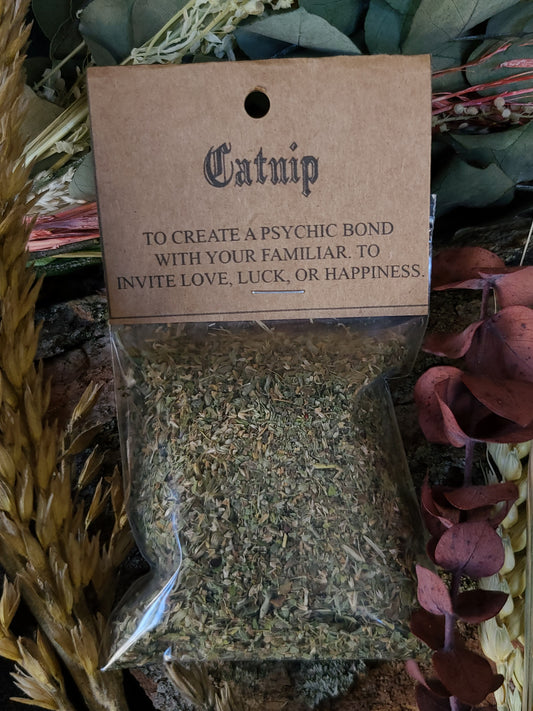 Catnip
TO CREATE A PSYCHIC BOND
WITH YOUR FAMILIAR. TO
INVITE LOVE, LUCK, OR HAPPINESS.